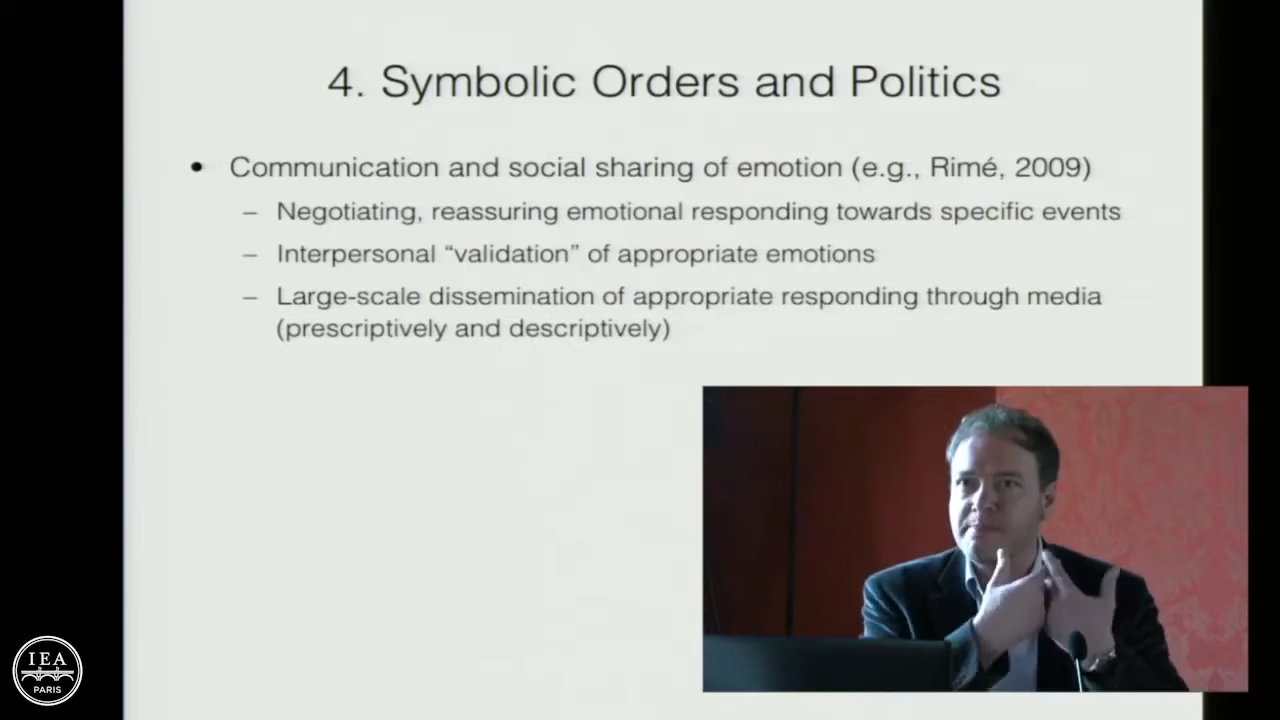 4. Symbolic Orders and Politics
• Communication and social sharing of emotion (e.g., Rimé, 2009)
– Negotiating, reassuring emotional responding towards specific events
– Interpersonal “validation” of appropriate emotions
– Large-scale dissemination of appropriate responding through media
(prescriptively and descriptively)
IEA
PARIS